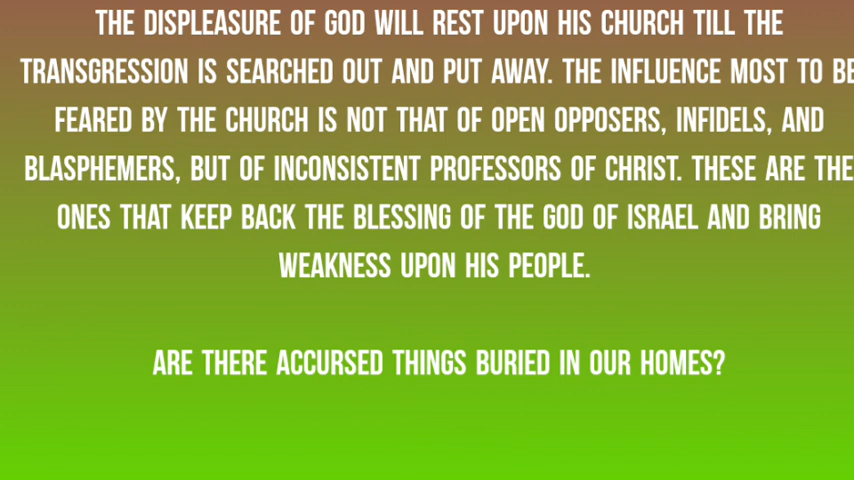 THE DISPLEASURE OF GOD WILL REST UPON HIS CHURCH TILL THE
TRANSGRESSION IS SEARCHED OUT AND PUT AWAY. THE INFLUENCE MOST TO BE
FEARED BY THE CHURCH IS NOT THAT OF OPEN OPPOSERS, INFIDELS, AND
BLASPHEMERS, BUT OF INCONSISTENT PROFESSORS OF CHRIST. THESE ARE THE
ONES THAT KEEP BACK THE BLESSING OF THE GOD OF ISRAEL AND BRING
WEAKNESS UPON HIS PEOPLE.
ARE THERE ACCURSED THINGS BURIED IN OUR HOMES?